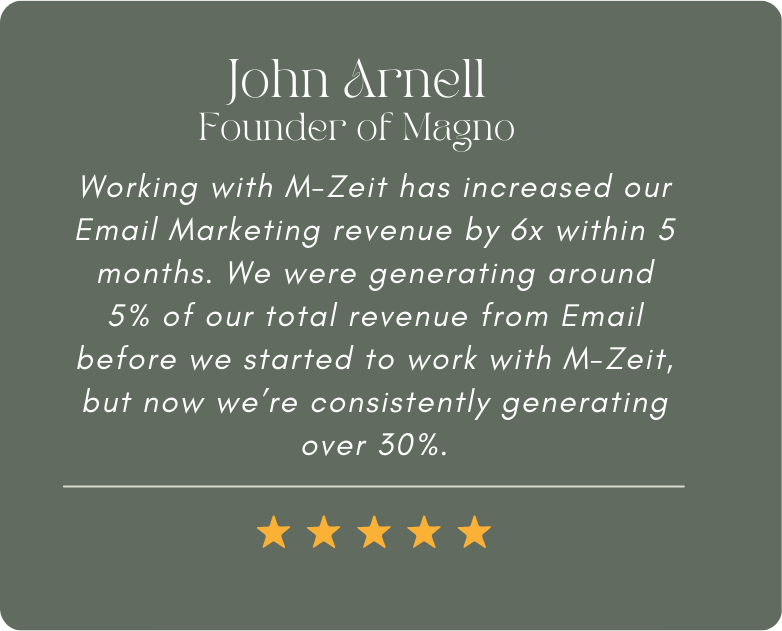 John Arnell
Founder of Magno
Working with M-Zeit has increased our
Email Marketing revenue by 6x within 5
months. We were generating around
5% of our total revenue from Email
before we started to work with M-Zeit,
but now we’re consistently generating
over 30%.